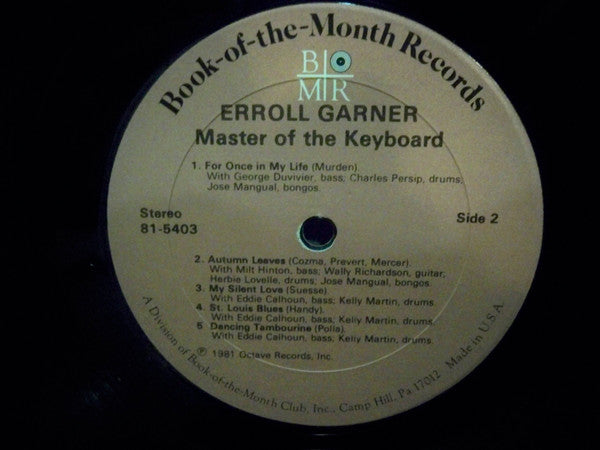 Book-of-the-Month Records
B O
M R
ERROLL GARNER
Master of the Keyboard
1. For Once in My Life (Murden).
With George Duvivier, bass; Charles Persip, drums;
Jose Mangual, bongos.
Stereo
81-5403
Side 2
2. Autumn Leaves (Cozma, Prevert, Mercer).
With Milt Hinton, bass; Wally Richardson, guitar;
Herbie Lovelle, drums; Jose Mangual, bongos.
3. My Silent Love (Suesse).
With Eddie Calhoun, bass; Kelly Martin, drums
4. St. Louis Blues (Handy).
With Eddie Calhoun, bass; Kelly Martin, drums
5 Dancing Tambourine (Polla).
With Eddie Calhoun, bass; Kelly Martin, drums.
℗ 1981 Octave Records, Inc.
A Division of Book-of-the-Month Club, Inc., Camp Hill, Pa 17012 Made in U.S.A.